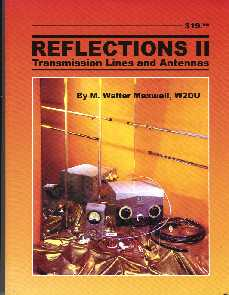 $19.95
REFLECTIONS II
Transmission Lines and Antennas
By M. Walter Maxwell, W2DU